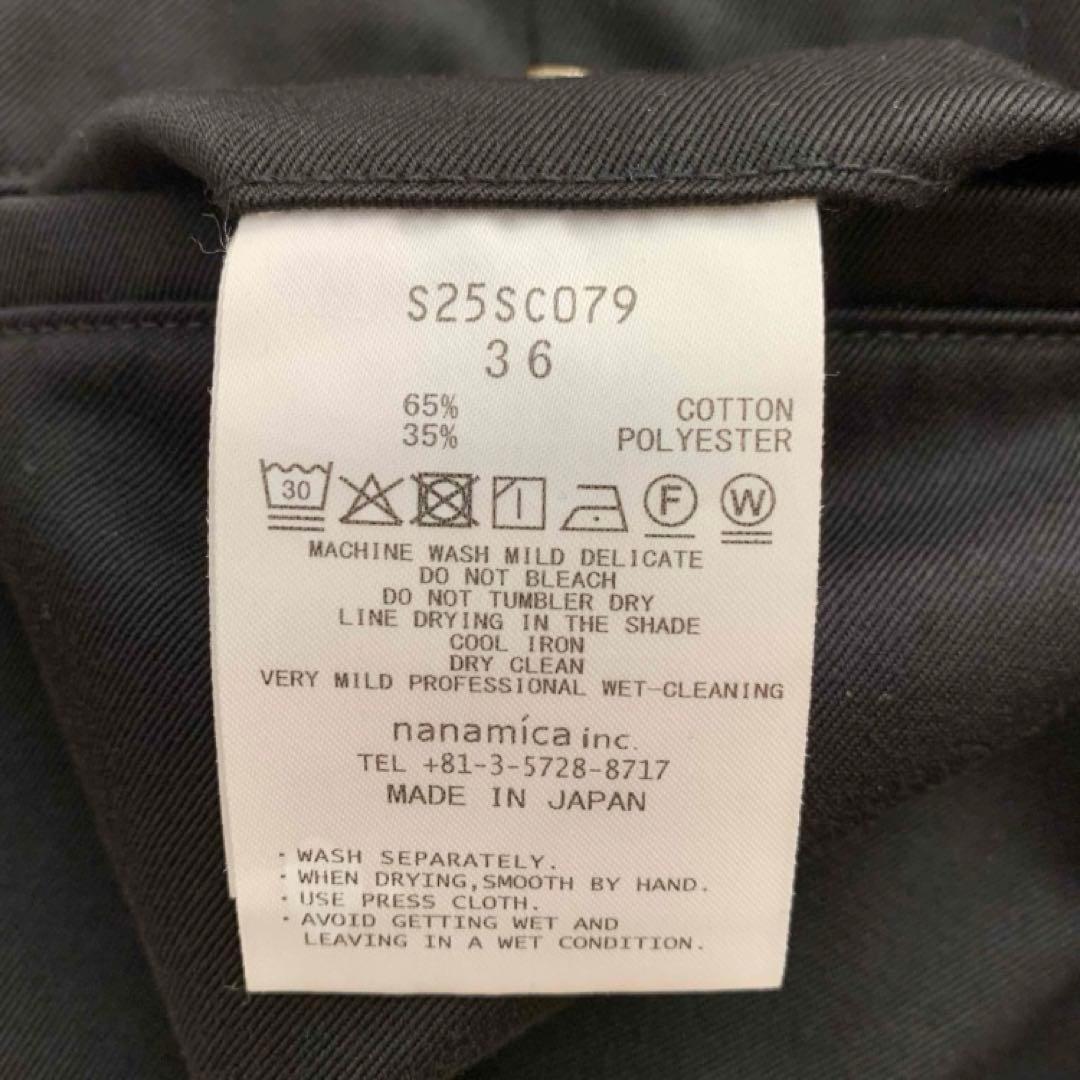 S25SC079
36
65% COTTON
35% POLYESTER
30 F W
MACHINE WASH MILD DELICATE
DO NOT BLEACH
DO NOT TUMBLER DRY
LINE DRYING IN THE SHADE
COOL IRON
DRY CLEAN
VERY MILD PROFESSIONAL WET-CLEANING
nanamíca inc.
TEL +81-3-5728-8717
MADE IN JAPAN
・WASH SEPARATELY.
・WHEN DRYING,SMOOTH BY HAND.
・USE PRESS CLOTH.
・AVOID GETTING WET AND
LEAVING IN A WET CONDITION.